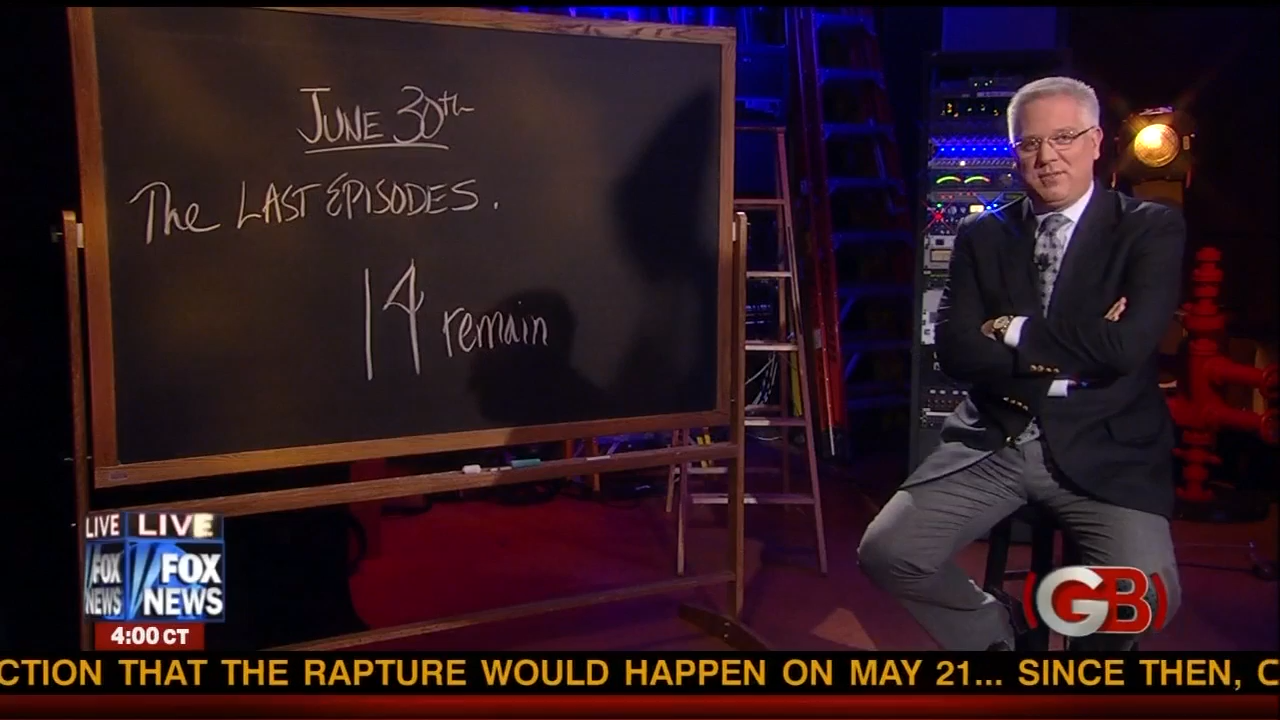 JUNE 30th
The LAST EPISODES.
14 remain
LIVE LIVE
FOX FOX
NEWS NEWS
4:00 CT
GB
CTION THAT THE RAPTURE WOULD HAPPEN ON MAY 21... SINCE THEN, C